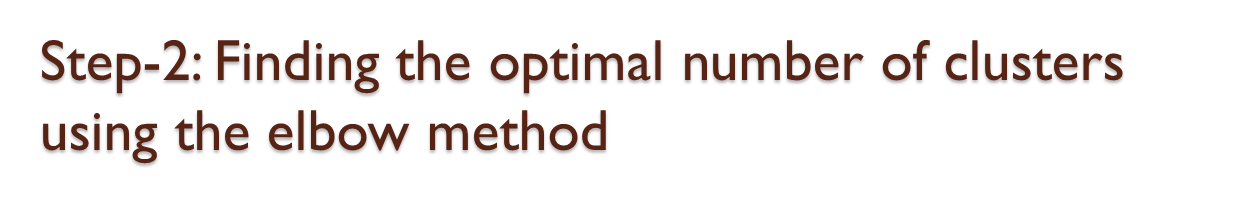 Step-2: Finding the optimal number of clusters
using the elbow method